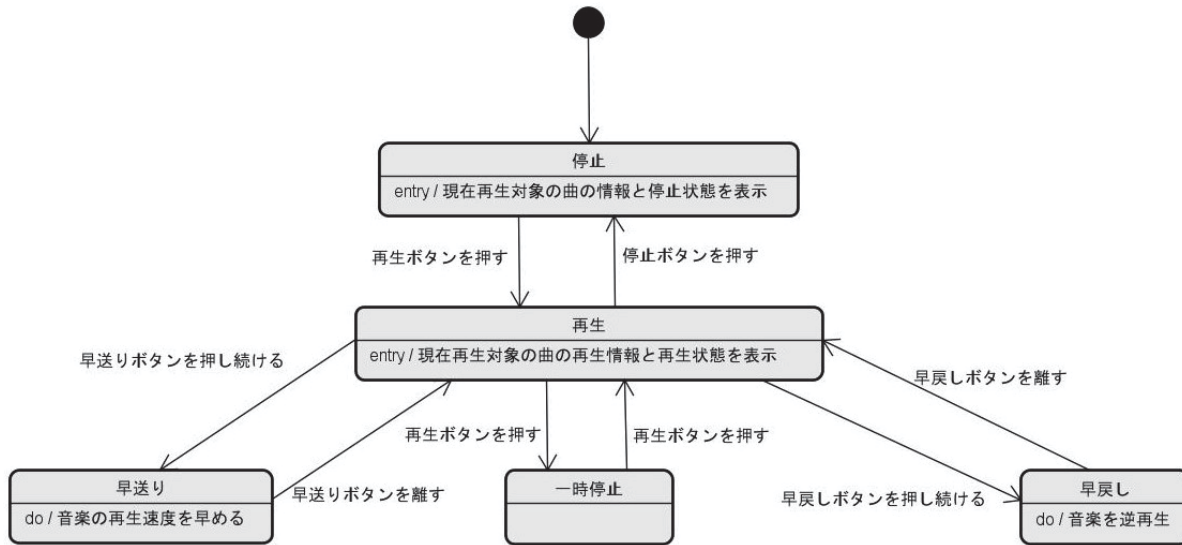 停止
entry / 現在再生対象の曲の情報と停止状態を表示
再生ボタンを押す
停止ボタンを押す
再生
entry / 現在再生対象の曲の再生情報と再生状態を表示
早送りボタンを押し続ける
早戻しボタンを離す
再生ボタンを押す
再生ボタンを押す
早送りボタンを離す
早戻しボタンを押し続ける
早送り
do / 音楽の再生速度を早める
一時停止
早戻し
do / 音楽を逆再生